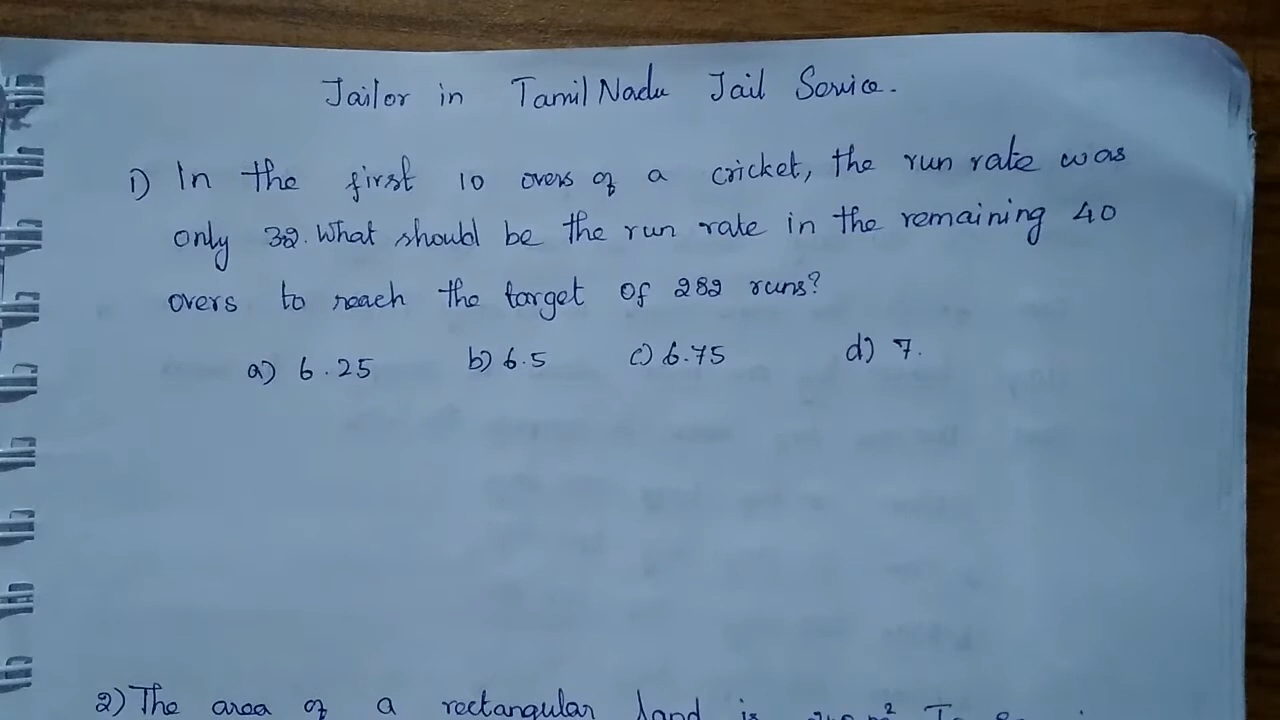 Jailor in Tamil Nadu Jail Service.
1) In the first 10 overs of a cricket, the run rate was
only 32. What should be the run rate in the remaining 40
overs to reach the target of 282 runs?
a) 6.25 b) 6.5 c) 6.75 d) 7.
2) The area of a rectangular land is